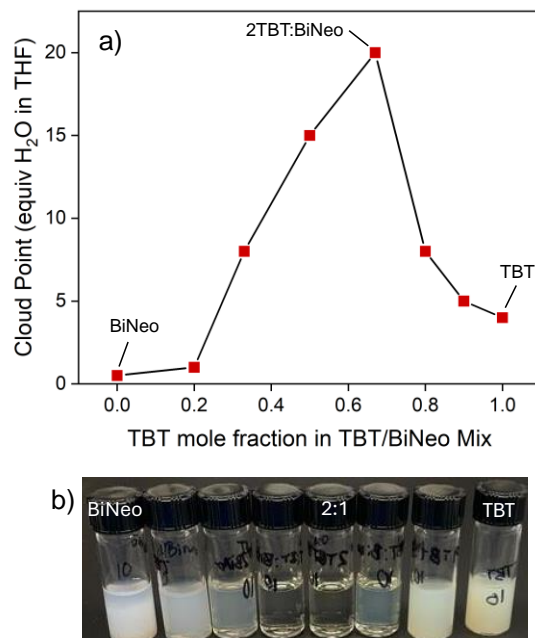 a)
2TBT:BiNeo
BiNeo
TBT
Cloud Point (equiv H₂O in THF)
20
15
10
5
0
0.0 0.2 0.4 0.6 0.8 1.0
TBT mole fraction in TBT/BiNeo Mix
b)
BiNeo 2:1 TBT
10
TBT